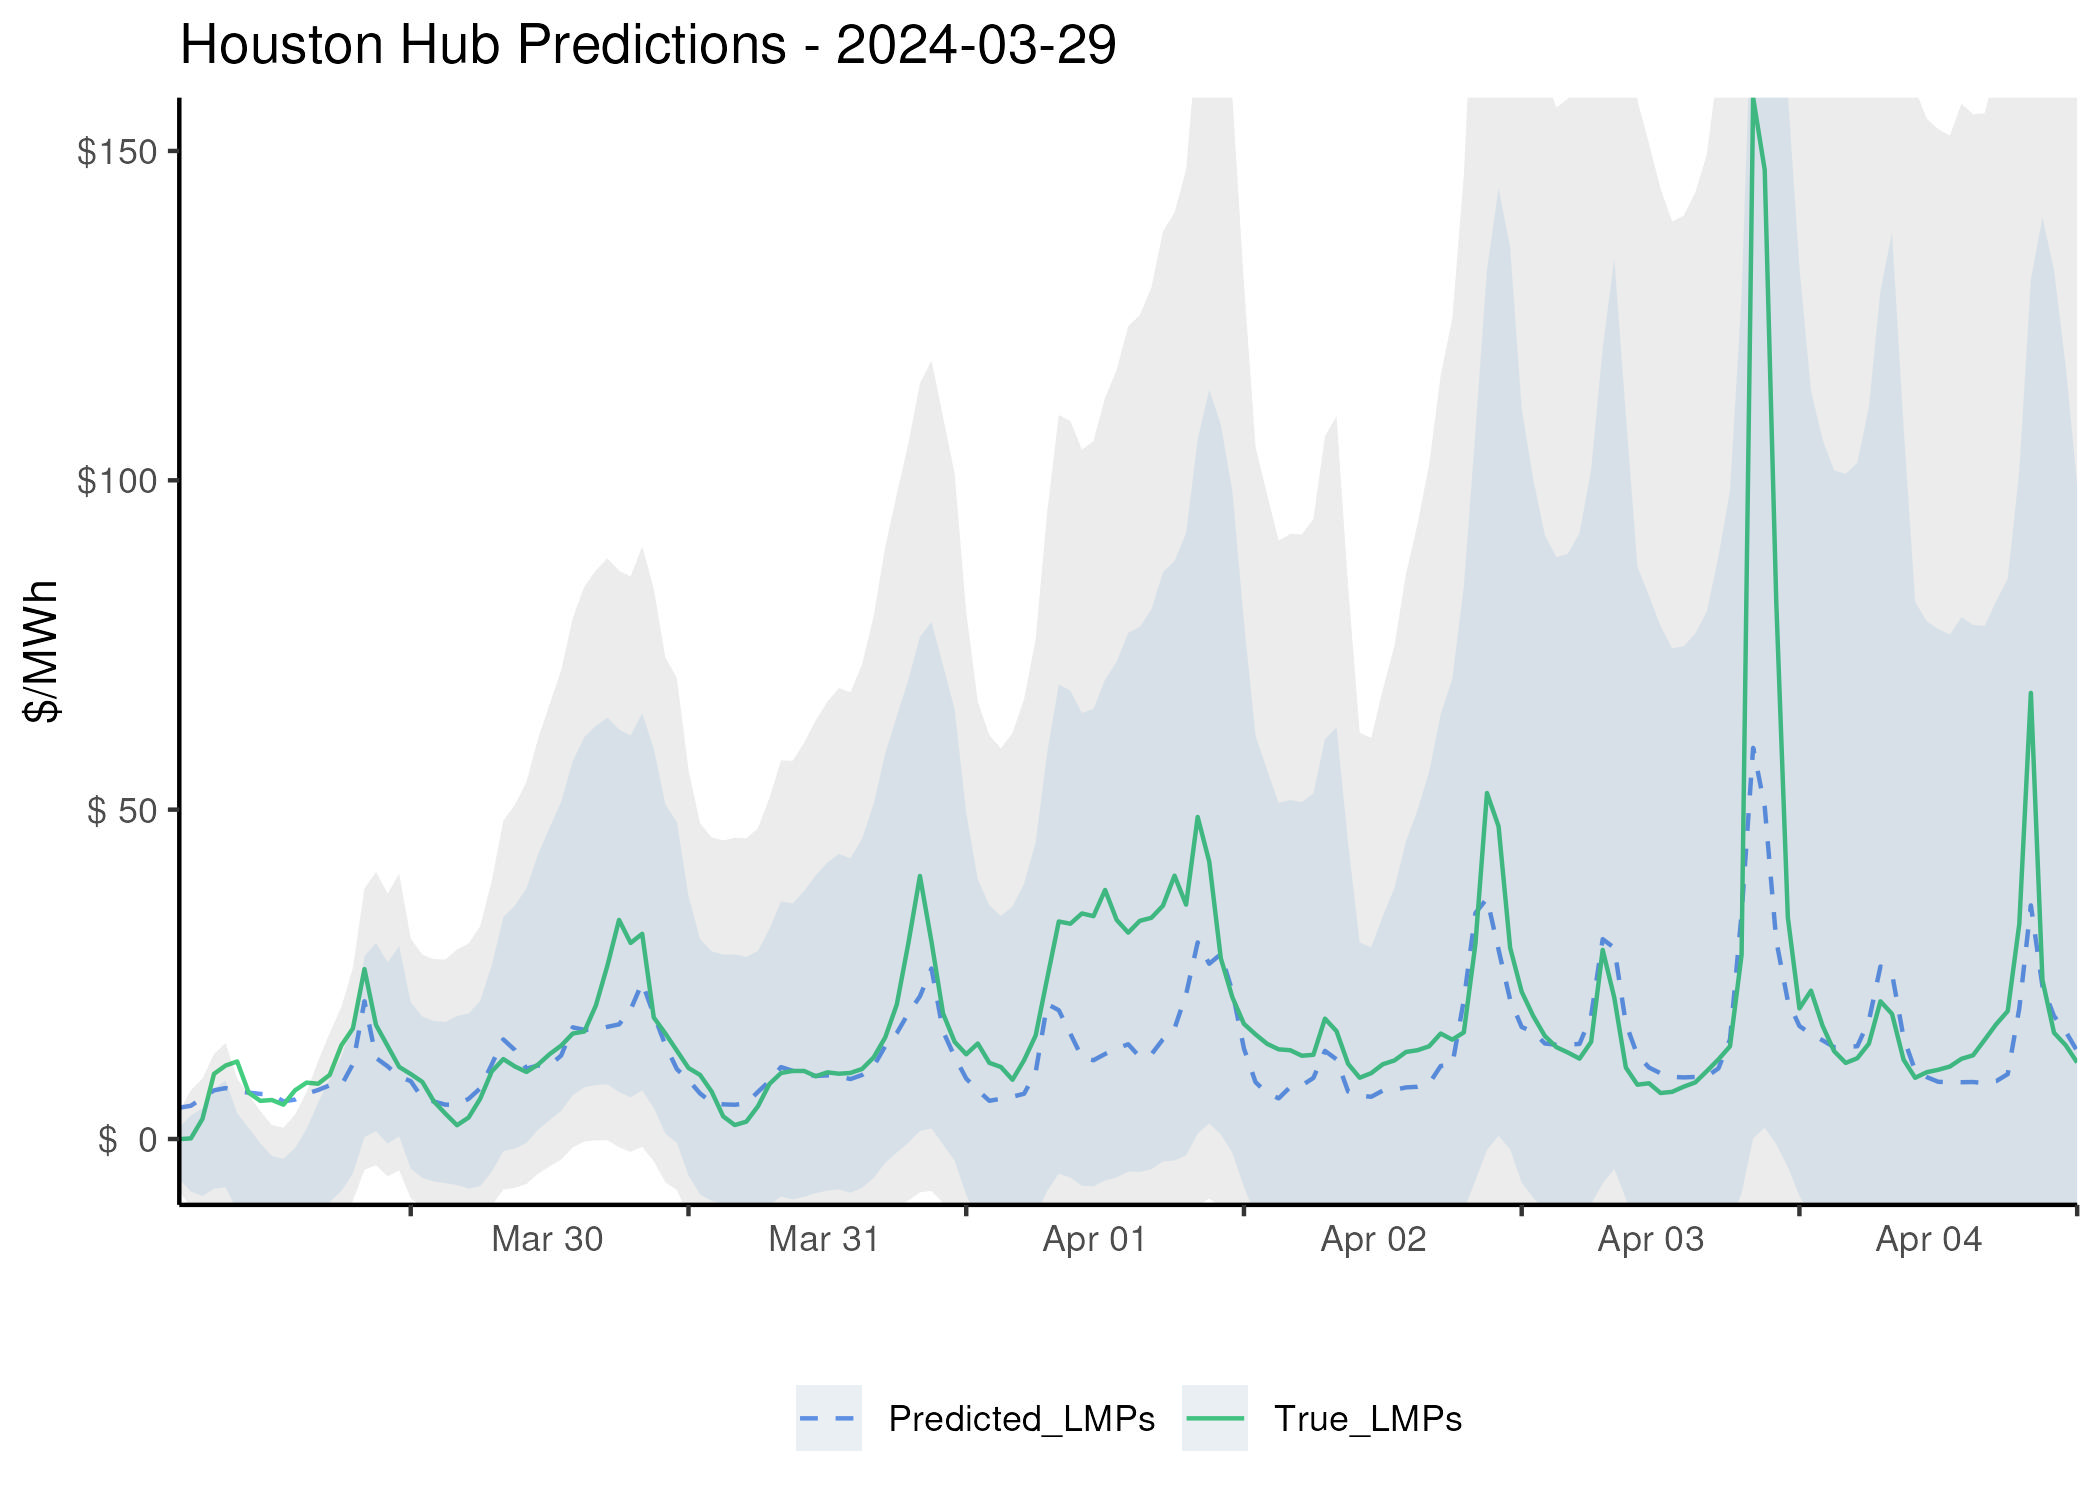 Houston Hub Predictions - 2024-03-29
$/MWh
$150
$100
$ 50
$ 0
Mar 30 Mar 31 Apr 01 Apr 02 Apr 03 Apr 04
Predicted_LMPs True_LMPs